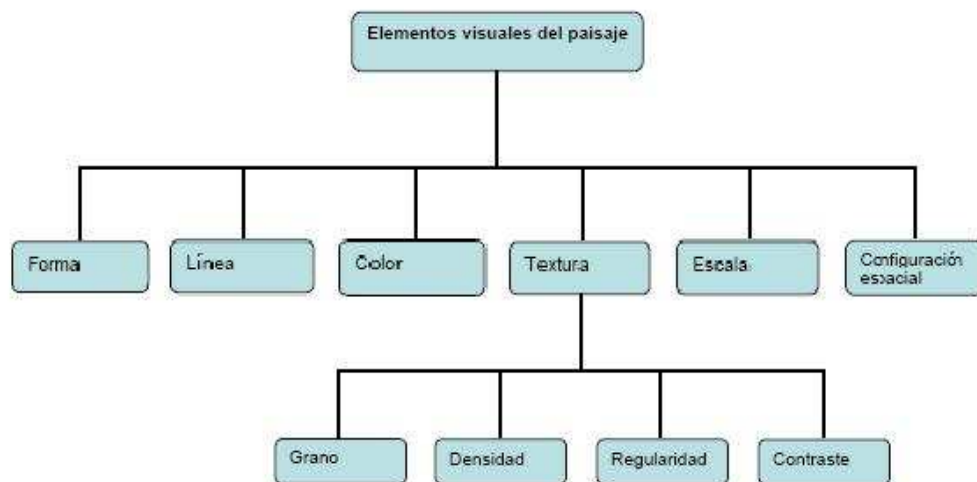 Elementos visuales del paisaje
Forma
Línea
Color
Textura
Escala
Configuración
espacial
Grano
Densidad
Regularidad
Contraste